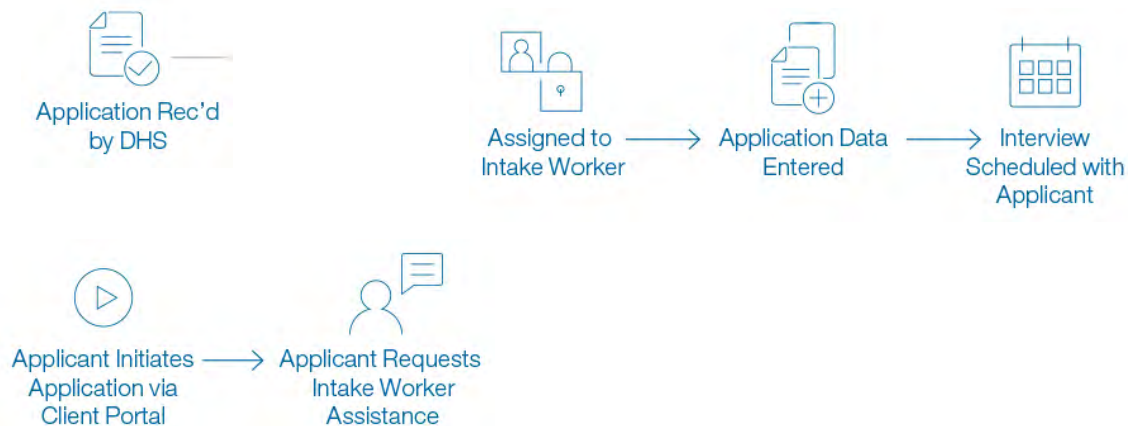 Application Rec'd
by DHS
Assigned to
Intake Worker
Application Data
Entered
Interview
Scheduled with
Applicant
Applicant Initiates
Application via
Client Portal
Applicant Requests
Intake Worker
Assistance